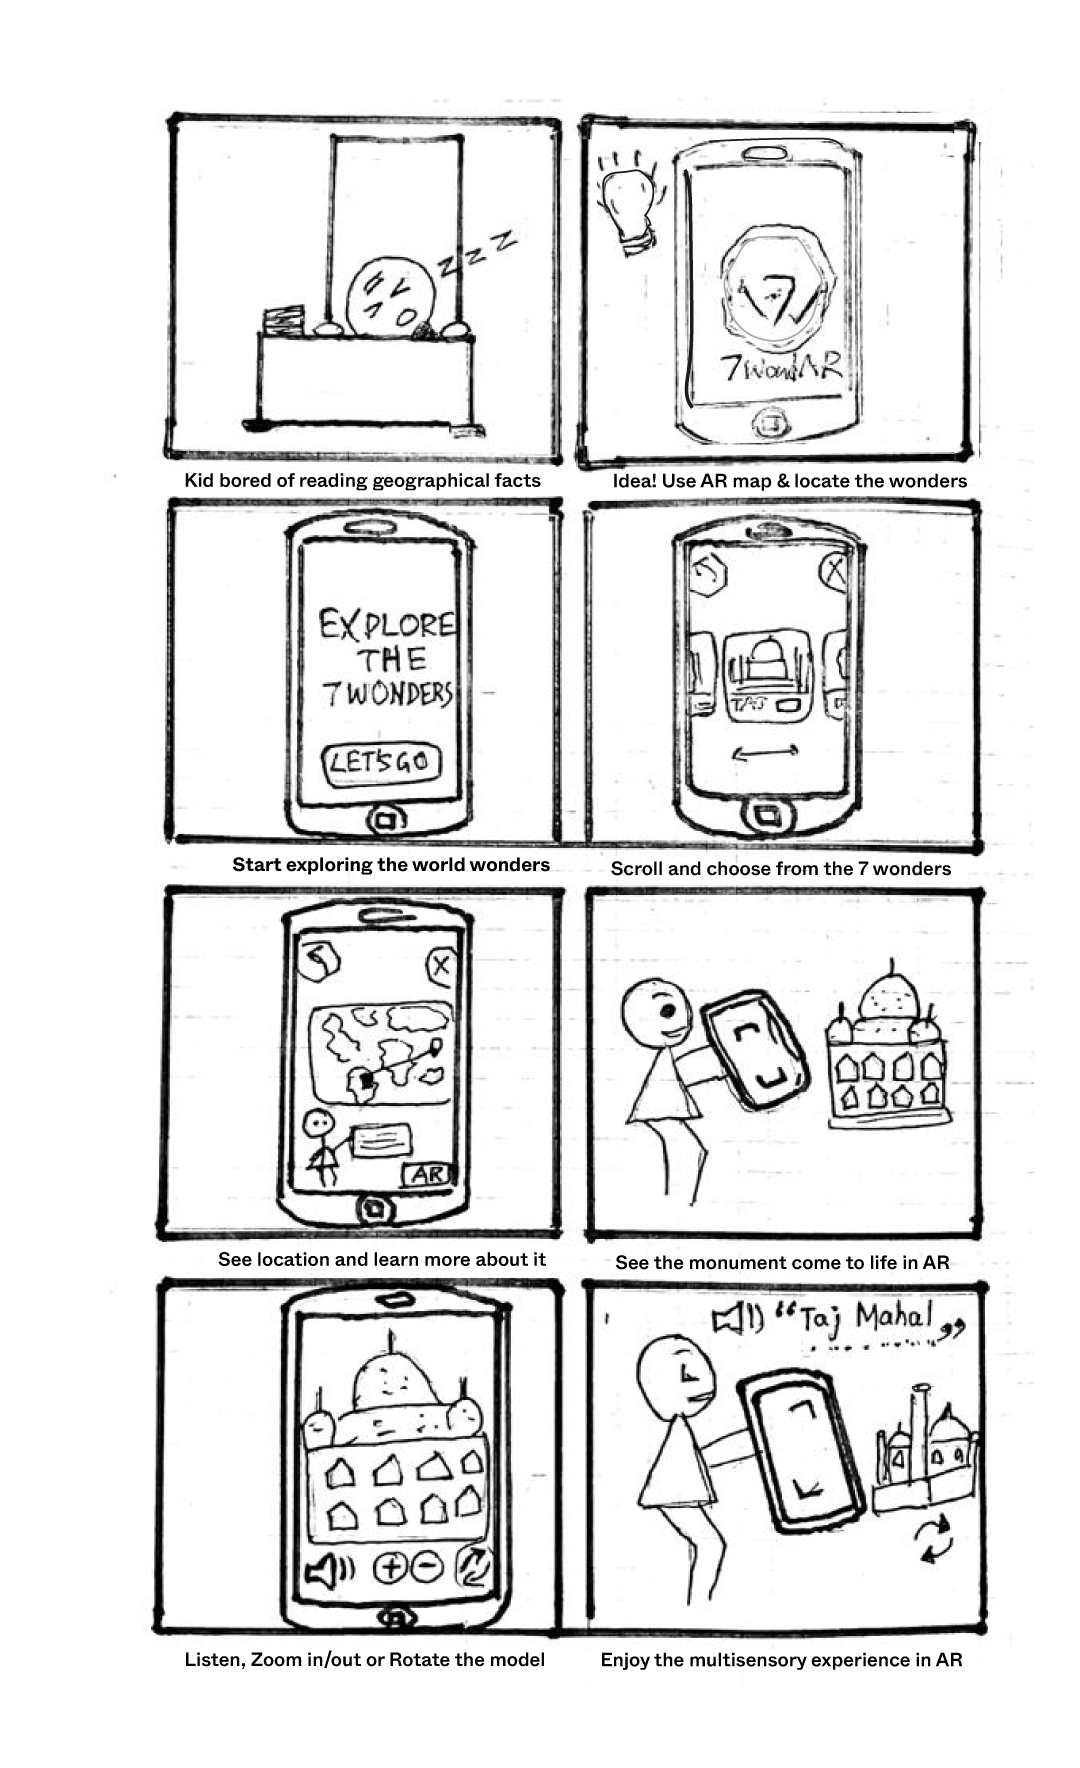 z z z z
Kid bored of reading geographical facts
7
7WondAR
Idea! Use AR map & locate the wonders
EXPLORE
THE
7 WONDERS
LET'S GO
Start exploring the world wonders
X
TAJ
Scroll and choose from the 7 wonders
X
AR
See location and learn more about it
See the monument come to life in AR
+ −
Listen, Zoom in/out or Rotate the model
“Taj Mahal„
Enjoy the multisensory experience in AR